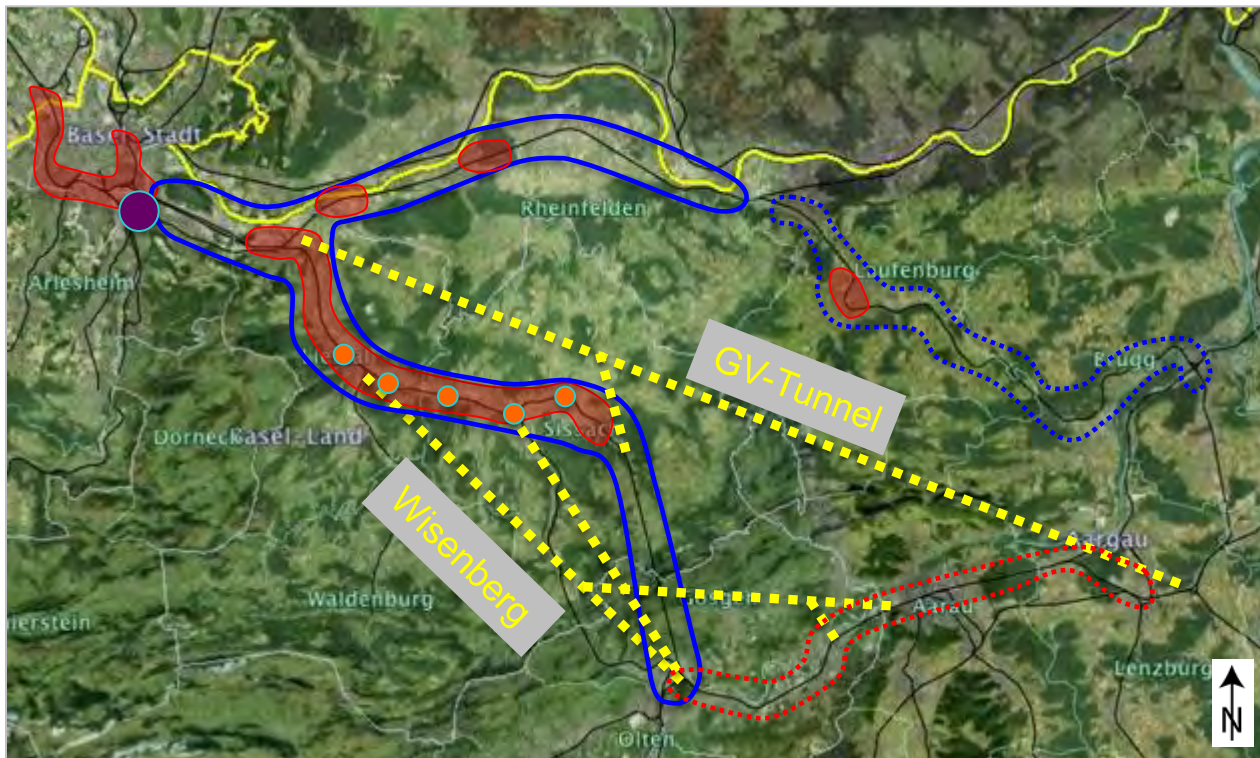 Basel-Stadt
Rheinfelden
Arlesheim
Laufenburg
GV-Tunnel
Brugg
Dorneck
Basel-Land
Sissach
Wisenberg
Aargau
Waldenburg
Aarau
Lenzburg
Olten
N